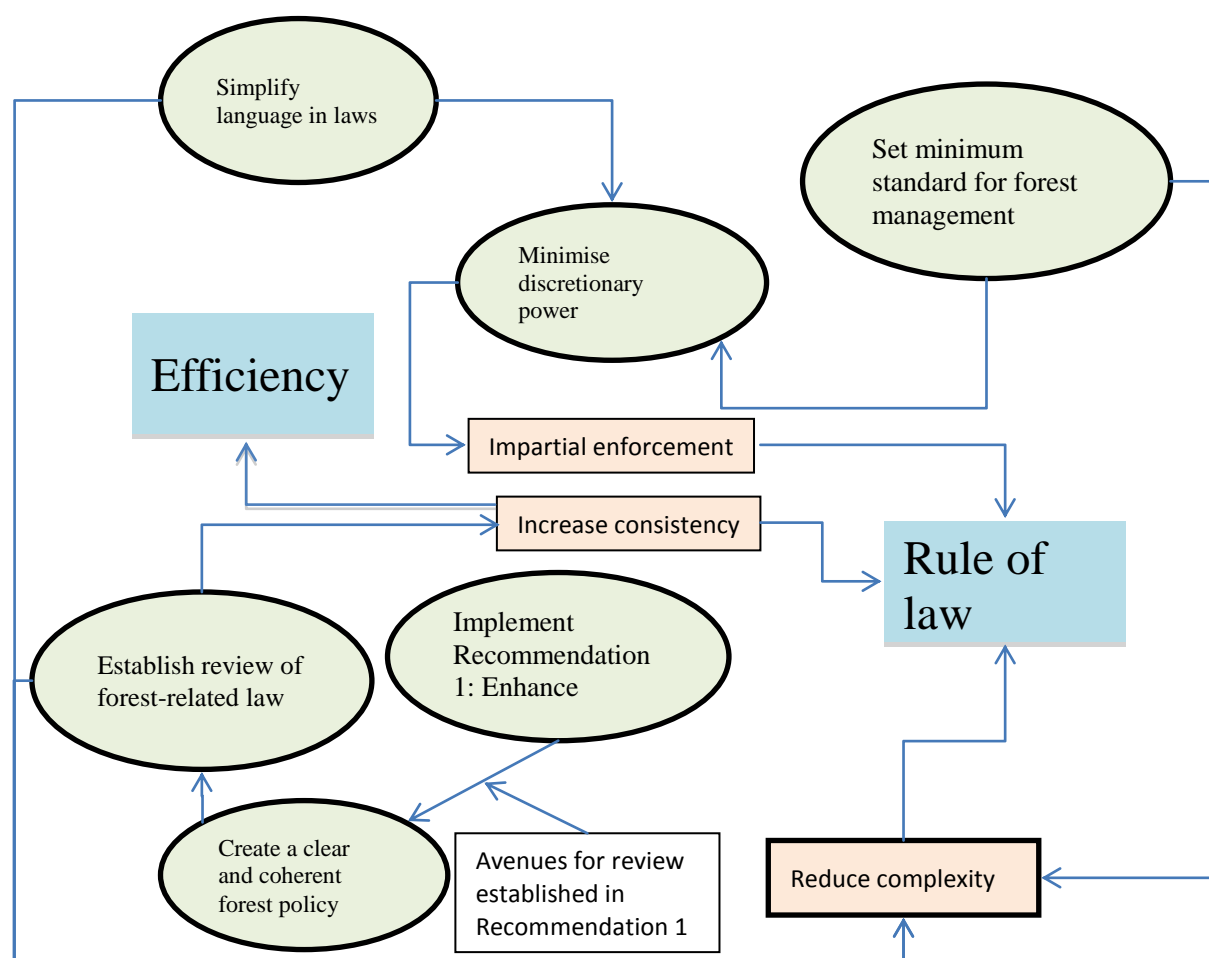 Simplify
language in laws
Set minimum
standard for forest
management
Minimise
discretionary
power
Efficiency
Impartial enforcement
Increase consistency
Rule of
law
Implement
Recommendation
1: Enhance
Establish review of
forest-related law
Create a clear
and coherent
forest policy
Avenues for review
established in
Recommendation 1
Reduce complexity